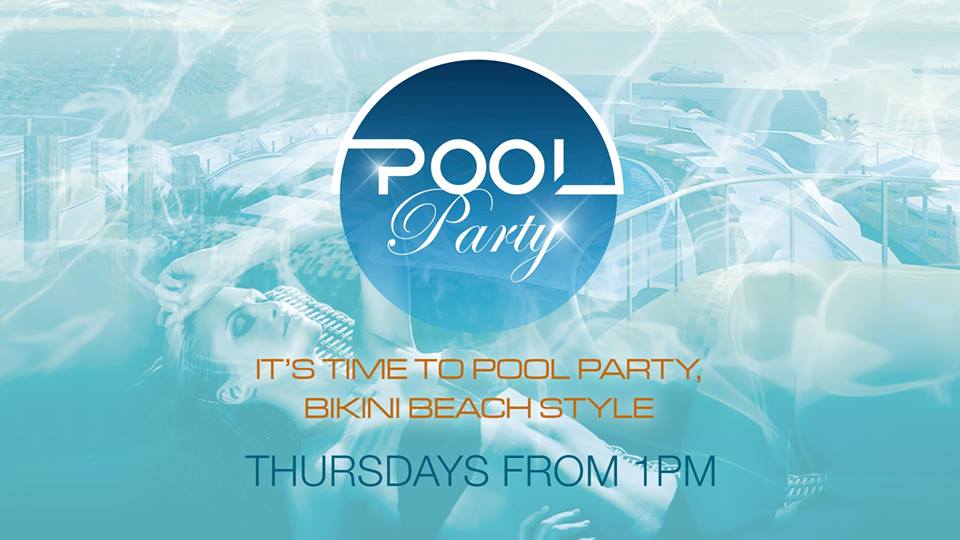 POOL
Party
IT'S TIME TO POOL PARTY,
BIKINI BEACH STYLE
THURSDAYS FROM 1PM